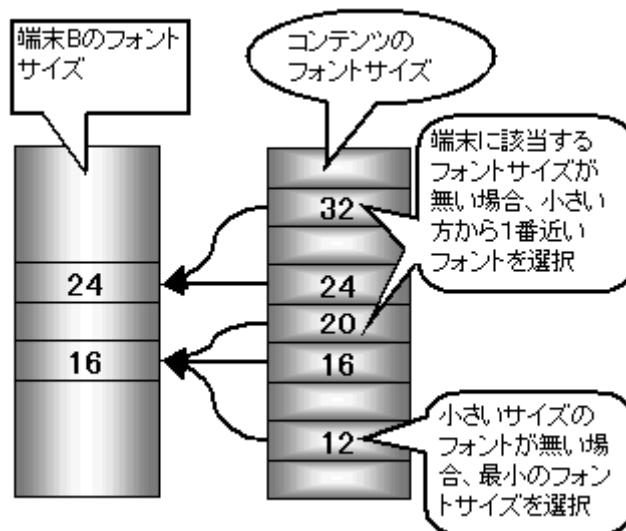 端末Bのフォント
サイズ
コンテンツの
フォントサイズ
端末に該当する
フォントサイズが
無い場合、小さい
方から1番近い
フォントを選択
32
24
24
20
16
16
12
小さいサイズの
フォントが無い場
合、最小のフォン
トサイズを選択